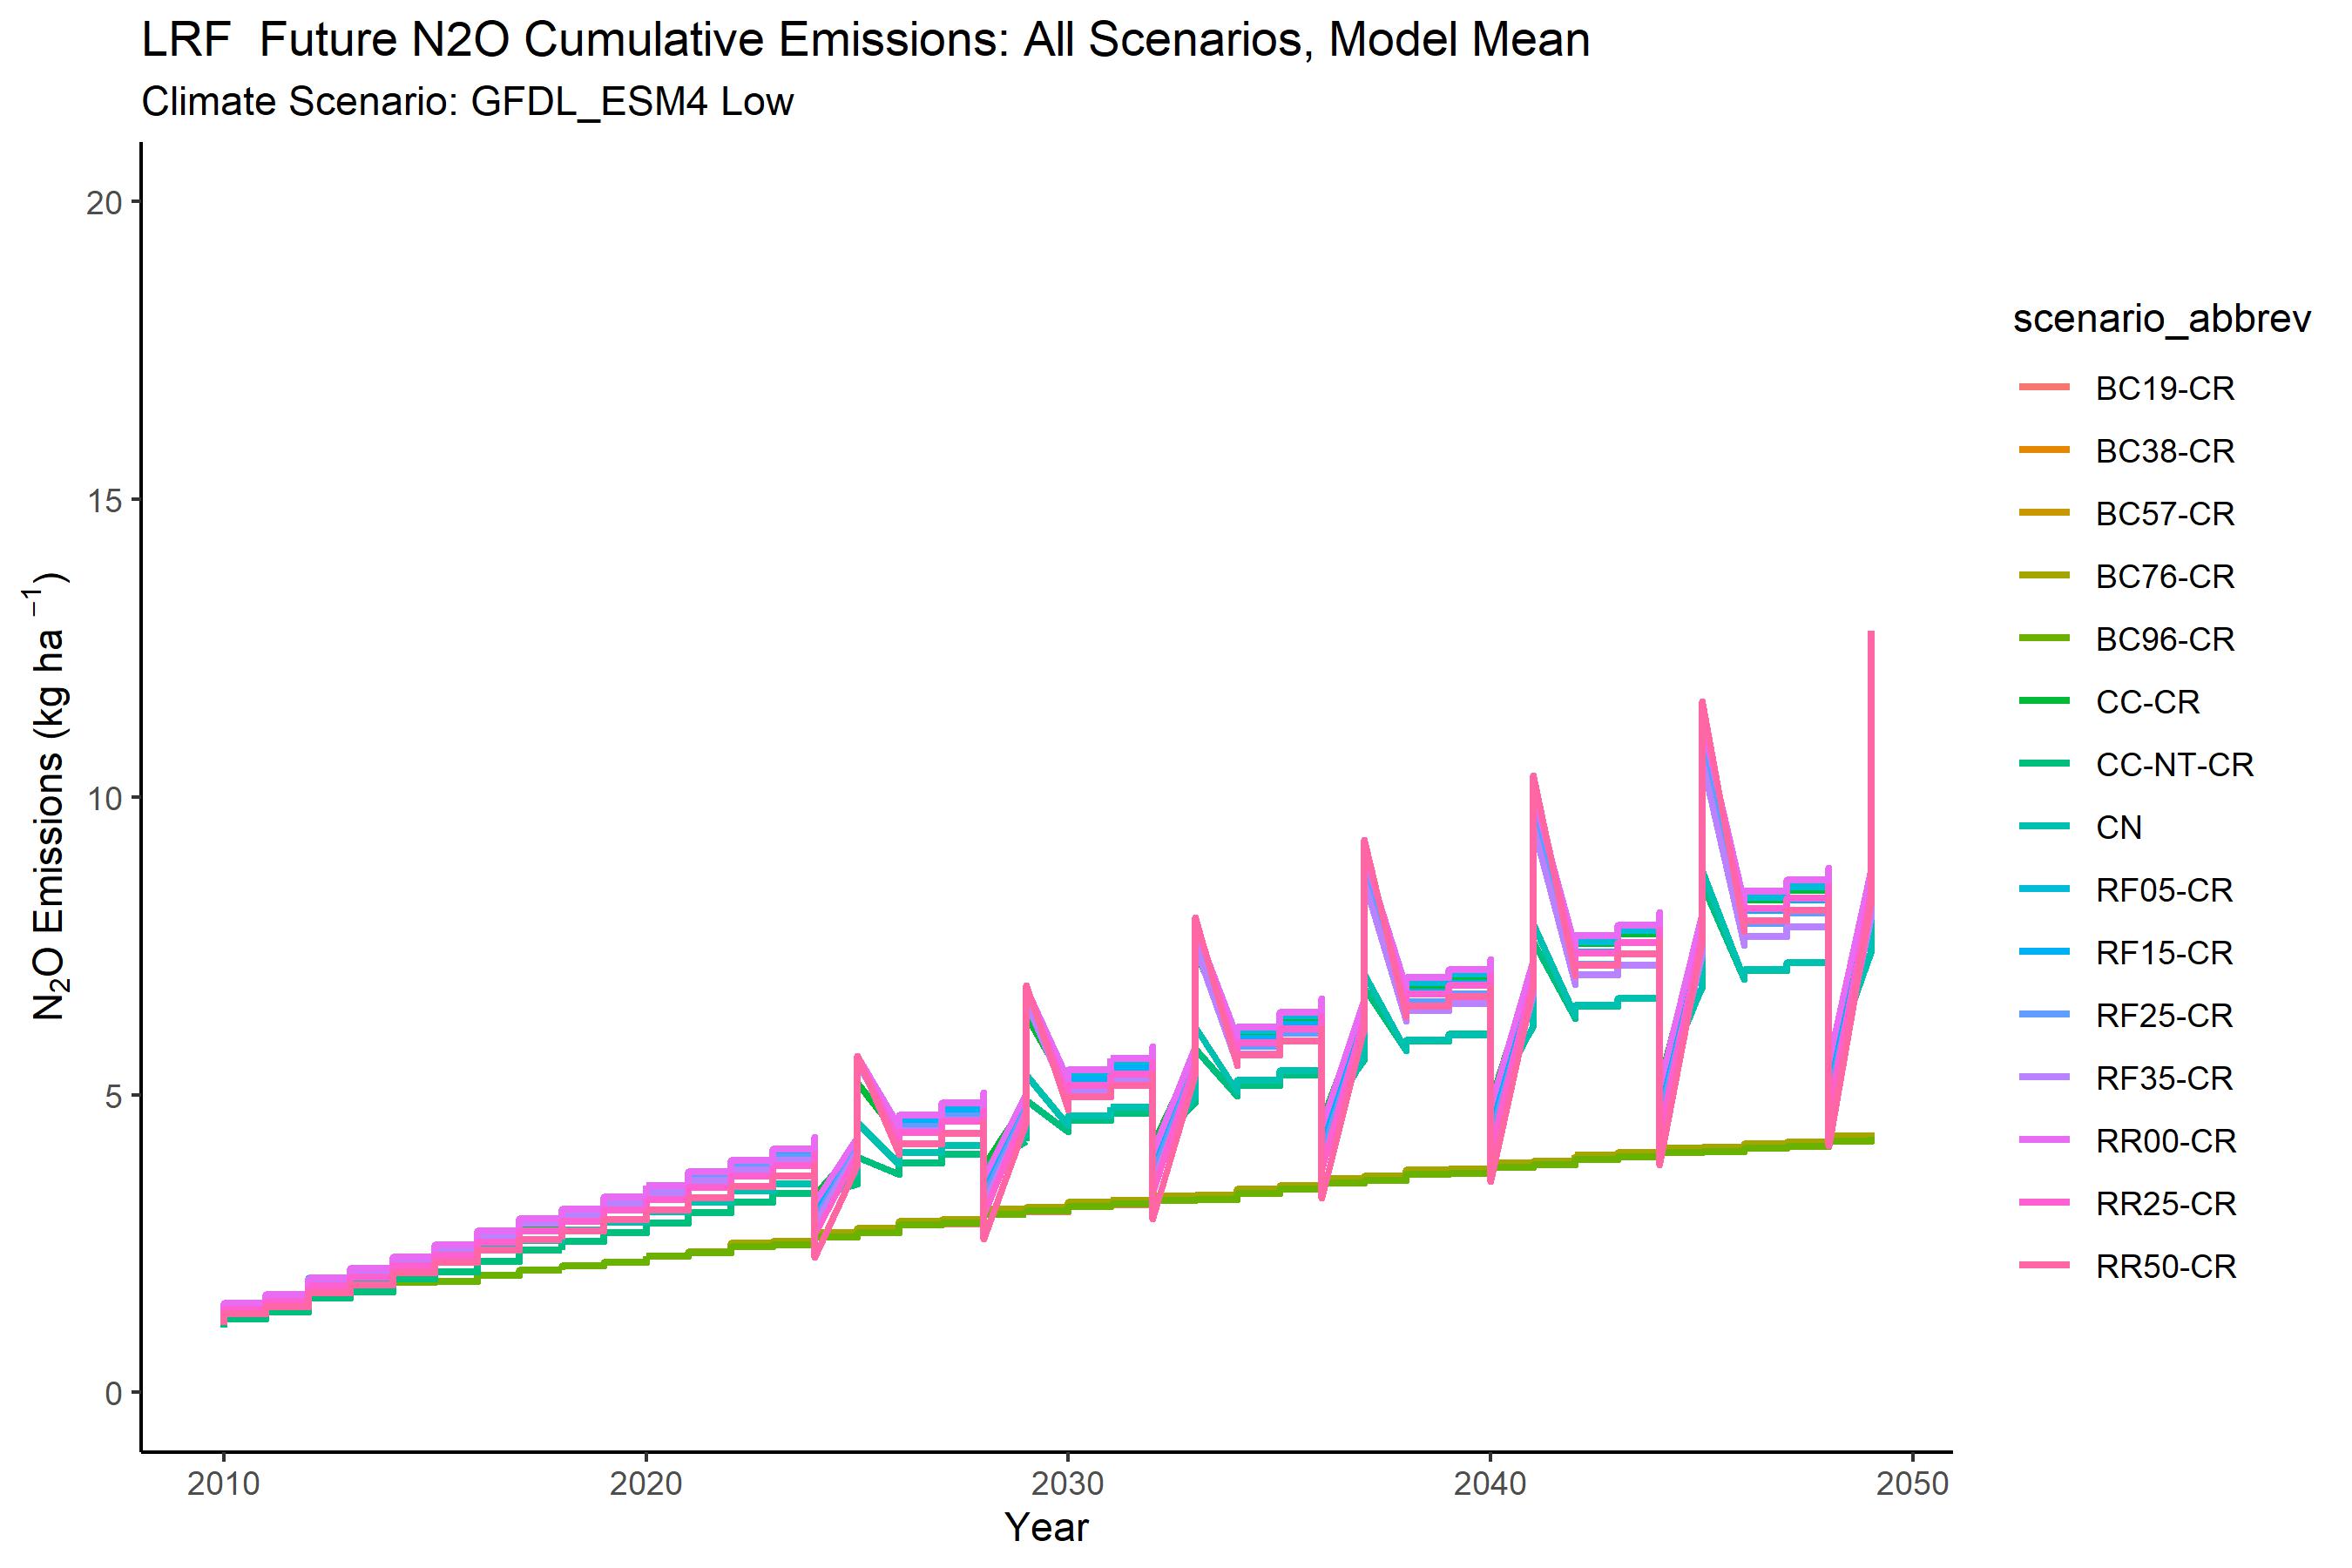 LRF  Future N2O Cumulative Emissions: All Scenarios, Model Mean
Climate Scenario: GFDL_ESM4 Low
N₂O Emissions (kg ha ⁻¹)
20
15
10
5
0
2010
2020
2030
2040
2050
Year
scenario_abbrev
BC19-CR
BC38-CR
BC57-CR
BC76-CR
BC96-CR
CC-CR
CC-NT-CR
CN
RF05-CR
RF15-CR
RF25-CR
RF35-CR
RR00-CR
RR25-CR
RR50-CR